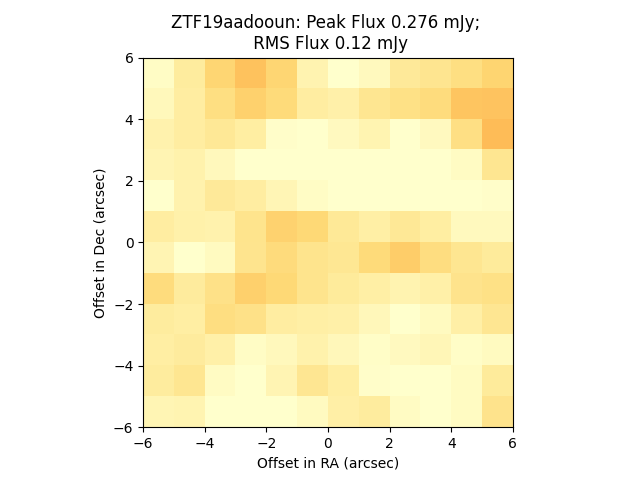 ZTF19aadooun: Peak Flux 0.276 mJy;
RMS Flux 0.12 mJy
6
4
2
0
−2
−4
−6
Offset in Dec (arcsec)
−6 −4 −2 0 2 4 6
Offset in RA (arcsec)